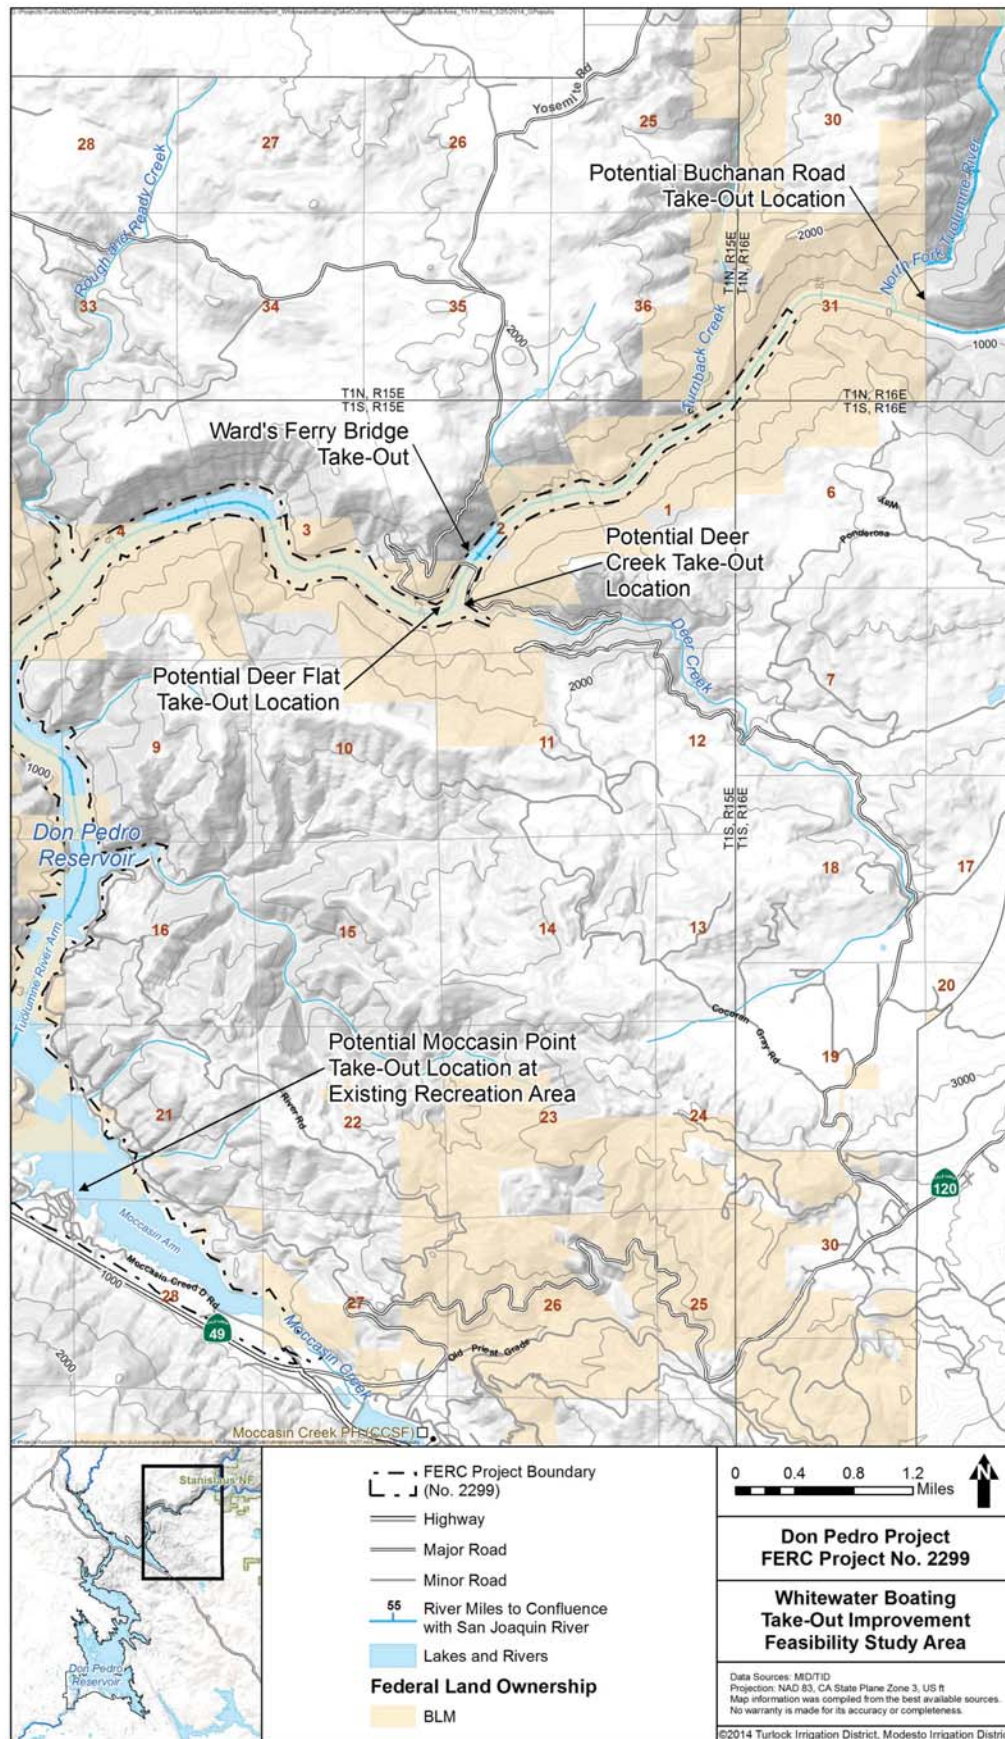 Yosemite Rd
28
27
26
25
30
Potential Buchanan Road
Take-Out Location
Rough and Ready Creek
2000
North Fork Tuolumne River
T1N, R15E
T1N, R16E
33
34
35
36
31
2000
1000
Turnback Creek
T1N, R15E
T1S, R15E
T1N, R16E
T1S, R16E
Ward's Ferry Bridge
Take-Out
4
3
2
1
6
Ponderosa
Way
Potential Deer
Creek Take-Out
Location
Potential Deer Flat
Take-Out Location
Deer Creek
2000
7
9
10
11
12
1000
T1S, R15E
T1S, R16E
Don Pedro
Reservoir
18
17
16
15
14
13
Tuolumne River Arm
20
Cocoran Gray Rd
19
Potential Moccasin Point
Take-Out Location at
Existing Recreation Area
3000
River Rd
21
22
23
24
120
Moccasin Arm
30
Moccasin Creed D Rd
1000
28
27
26
25
49
2000
Old Priest Grade
Moccasin Creek
Moccasin Creek PH (CCSF)
Stanislaus NF
Don Pedro
Reservoir
FERC Project Boundary
(No. 2299)
Highway
Major Road
Minor Road
55
River Miles to Confluence
with San Joaquin River
Lakes and Rivers
Federal Land Ownership
BLM
0 0.4 0.8 1.2
Miles
N
Don Pedro Project
FERC Project No. 2299
Whitewater Boating
Take-Out Improvement
Feasibility Study Area
Data Sources: MID/TID
Projection: NAD 83, CA State Plane Zone 3, US ft
Map information was compiled from the best available sources.
No warranty is made for its accuracy or completeness.
©2014 Turlock Irrigation District, Modesto Irrigation Distric